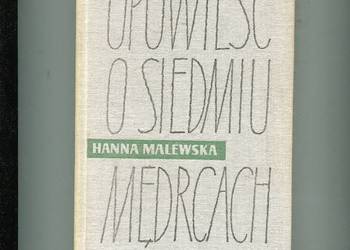 OPOWIEŚĆ
O SIEDMIU
HANNA MALEWSKA
MĘDRCACH